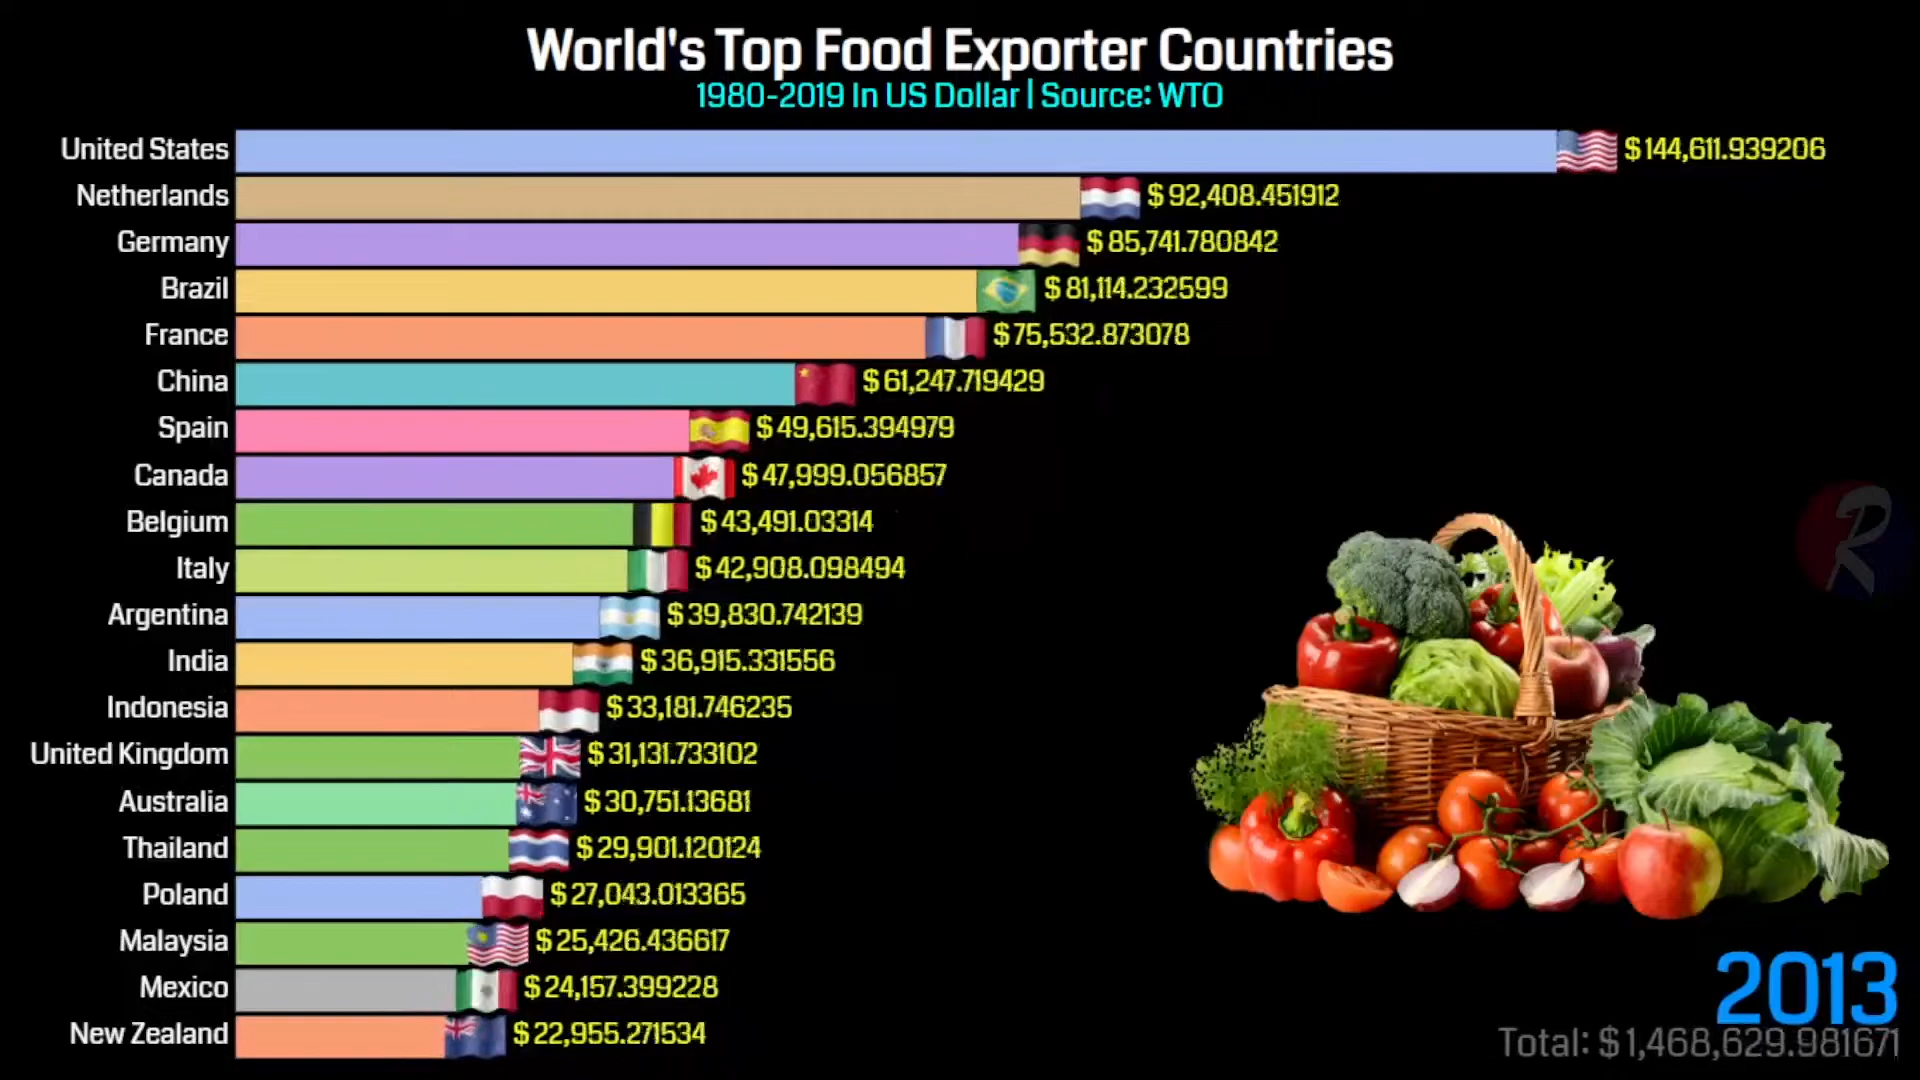 World's Top Food Exporter Countries
1980-2019 In US Dollar | Source: WTO
United States $144,611.939206
Netherlands $ 92,408.451912
Germany $ 85,741.780842
Brazil $ 81,114.232599
France $75,532.873078
China $ 61,247.719429
Spain $ 49,615.394979
Canada $ 47,999.056857
Belgium $ 43,491.03314
Italy $ 42,908.098494
Argentina $ 39,830.742139
India $ 36,915.331556
Indonesia $ 33,181.746235
United Kingdom $ 31,131.733102
Australia $ 30,751.13681
Thailand $ 29,901.120124
Poland $ 27,043.013365
Malaysia $ 25,426.436617
Mexico $ 24,157.399228
New Zealand $ 22,955.271534
R
2013
Total: $1,468,629.981671